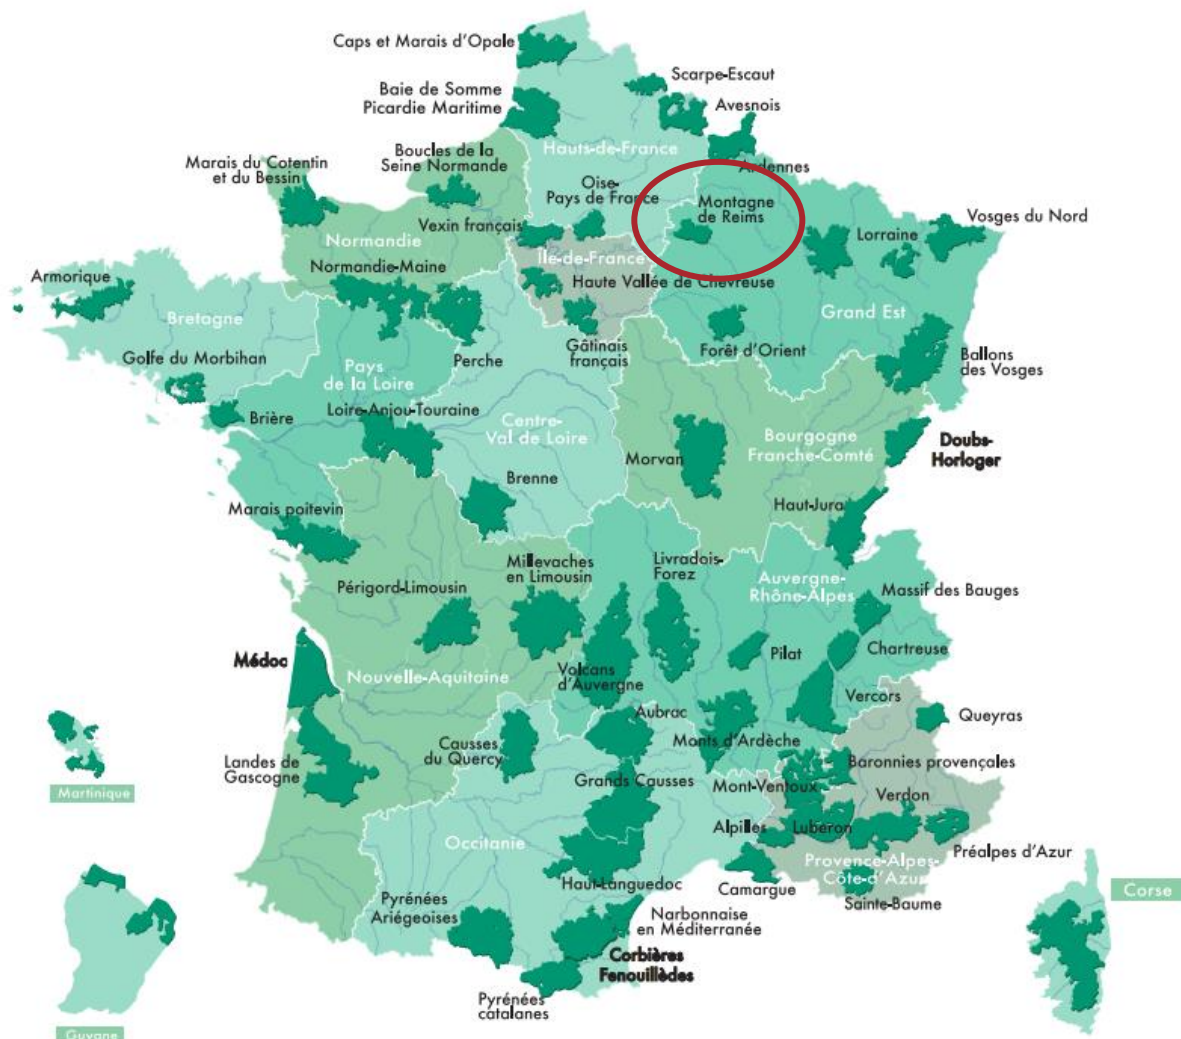 Caps et Marais d'Opale
Scarpe-Escaut
Baie de Somme
Picardie Maritime
Avesnois
Hauts-de-France
Ardennes
Boucles de la
Seine Normande
Marais du Cotentin
et du Bessin
Oise-
Pays de France
Montagne
de Reims
Vosges du Nord
Vexin français
Lorraine
Normandie
Île-de-France
Normandie-Maine
Armorique
Haute Vallée de Chevreuse
Bretagne
Grand Est
Gâtinais
français
Forêt d'Orient
Golfe du Morbihan
Perche
Ballons
des Vosges
Pays
de la Loire
Brière
Loire-Anjou-Touraine
Centre-
Val de Loire
Bourgogne
Franche-Comté
Doubs-
Horloger
Morvan
Brenne
Haut-Jura
Marais poitevin
Millevaches
en Limousin
Livradois-
Forez
Auvergne-
Rhône-Alpes
Périgord-Limousin
Massif des Bauges
Médoc
Pilat
Chartreuse
Nouvelle-Aquitaine
Volcans
d'Auvergne
Vercors
Aubrac
Queyras
Monts d'Ardèche
Causses
du Quercy
Landes de
Gascogne
Baronnies provençales
Grands Causses
Mont-Ventoux
Martinique
Verdon
Alpilles
Luberon
Occitanie
Préalpes d'Azur
Provence-Alpes-
Côte-d'Azur
Haut-Languedoc
Camargue
Corse
Pyrénées
Ariégeoises
Sainte-Baume
Narbonnaise
en Méditerranée
Corbières
Fenouillèdes
Pyrénées
catalanes
Guyane